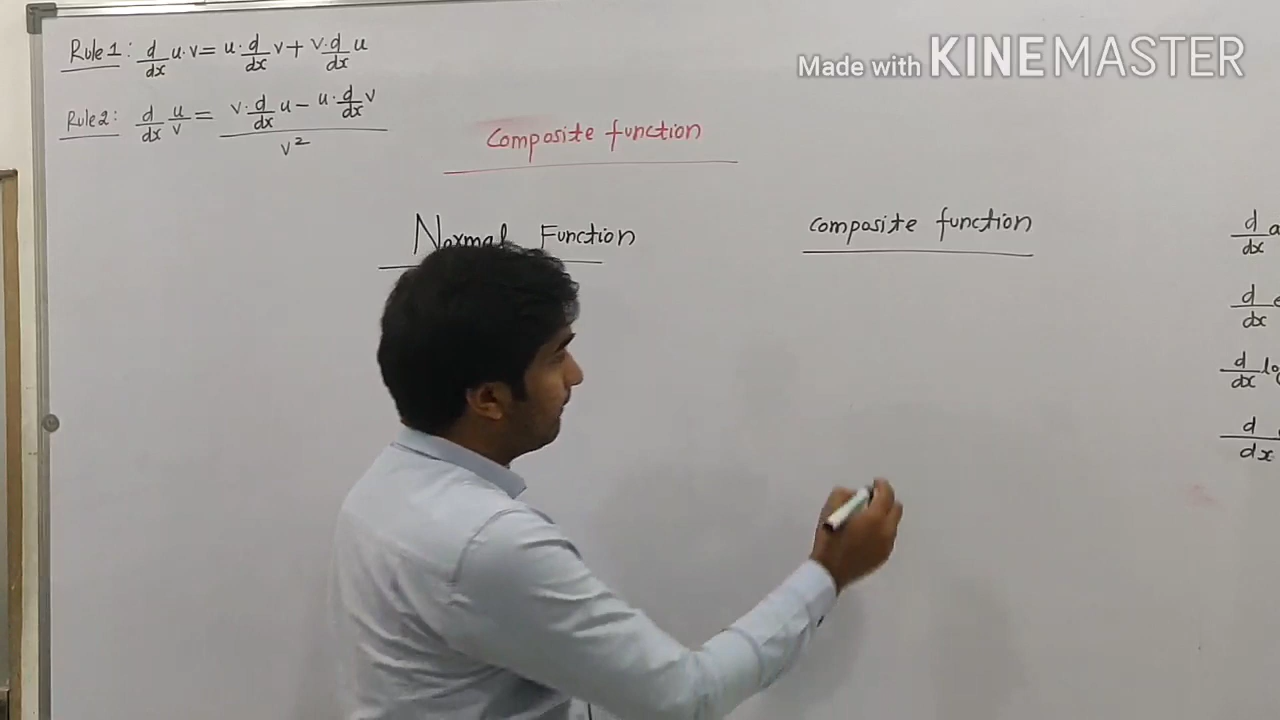 Rule 1: d/dx u·v = u·d/dx v + v·d/dx u
Made with KINEMASTER
Rule 2: d/dx u/v = (v·d/dx u − u·d/dx v)/v²
Composite function
Normal Function
composite function
d/dx a
d/dx e
d/dx log
d/dx